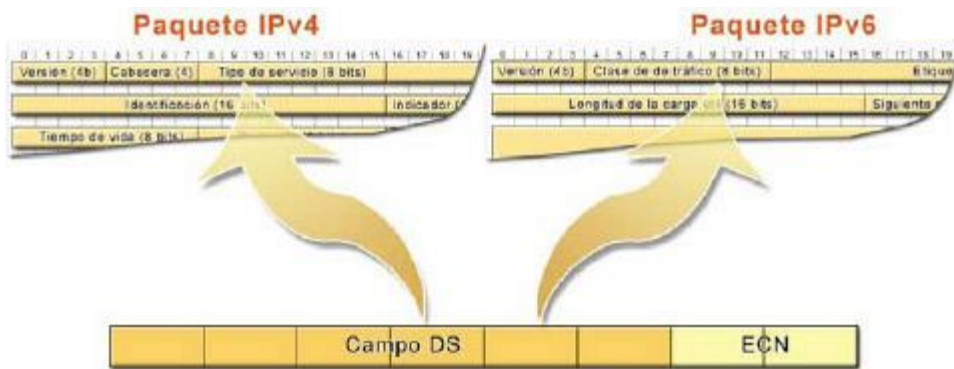 Paquete IPv4
Paquete IPv6
0 1 2 3 4 5 6 7 8 9 10 11 12 13 14 15 16 17 18 19
0 1 2 3 4 5 6 7 8 9 10 11 12 13 14 15 16 17 18 19
Versión (4b) Cabecera (4) Tipo de servicio (8 bits)
Versión (4b) Clase de de tráfico (8 bits) Etique
Identificación (16 bits) Indicador (
Longitud de la carga útil (16 bits) Siguiente
Tiempo de vida (8 bits)
Campo DS ECN